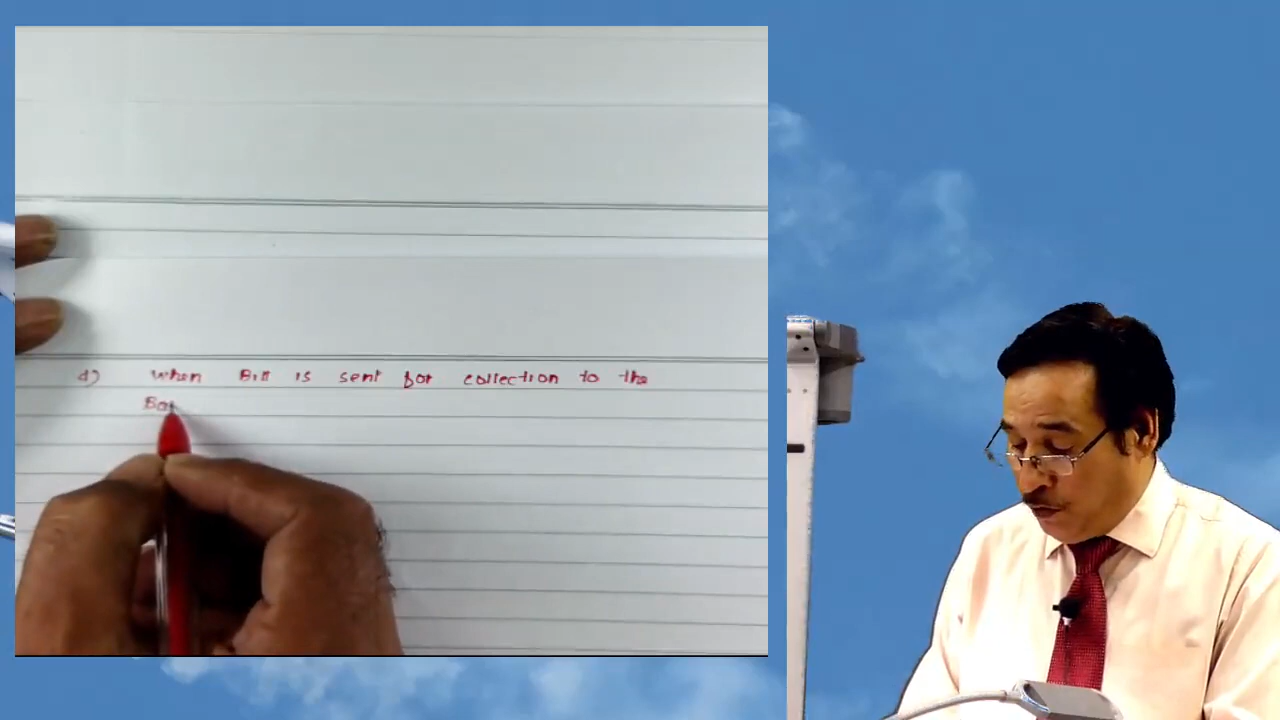 d) When Bill is sent for collection to the